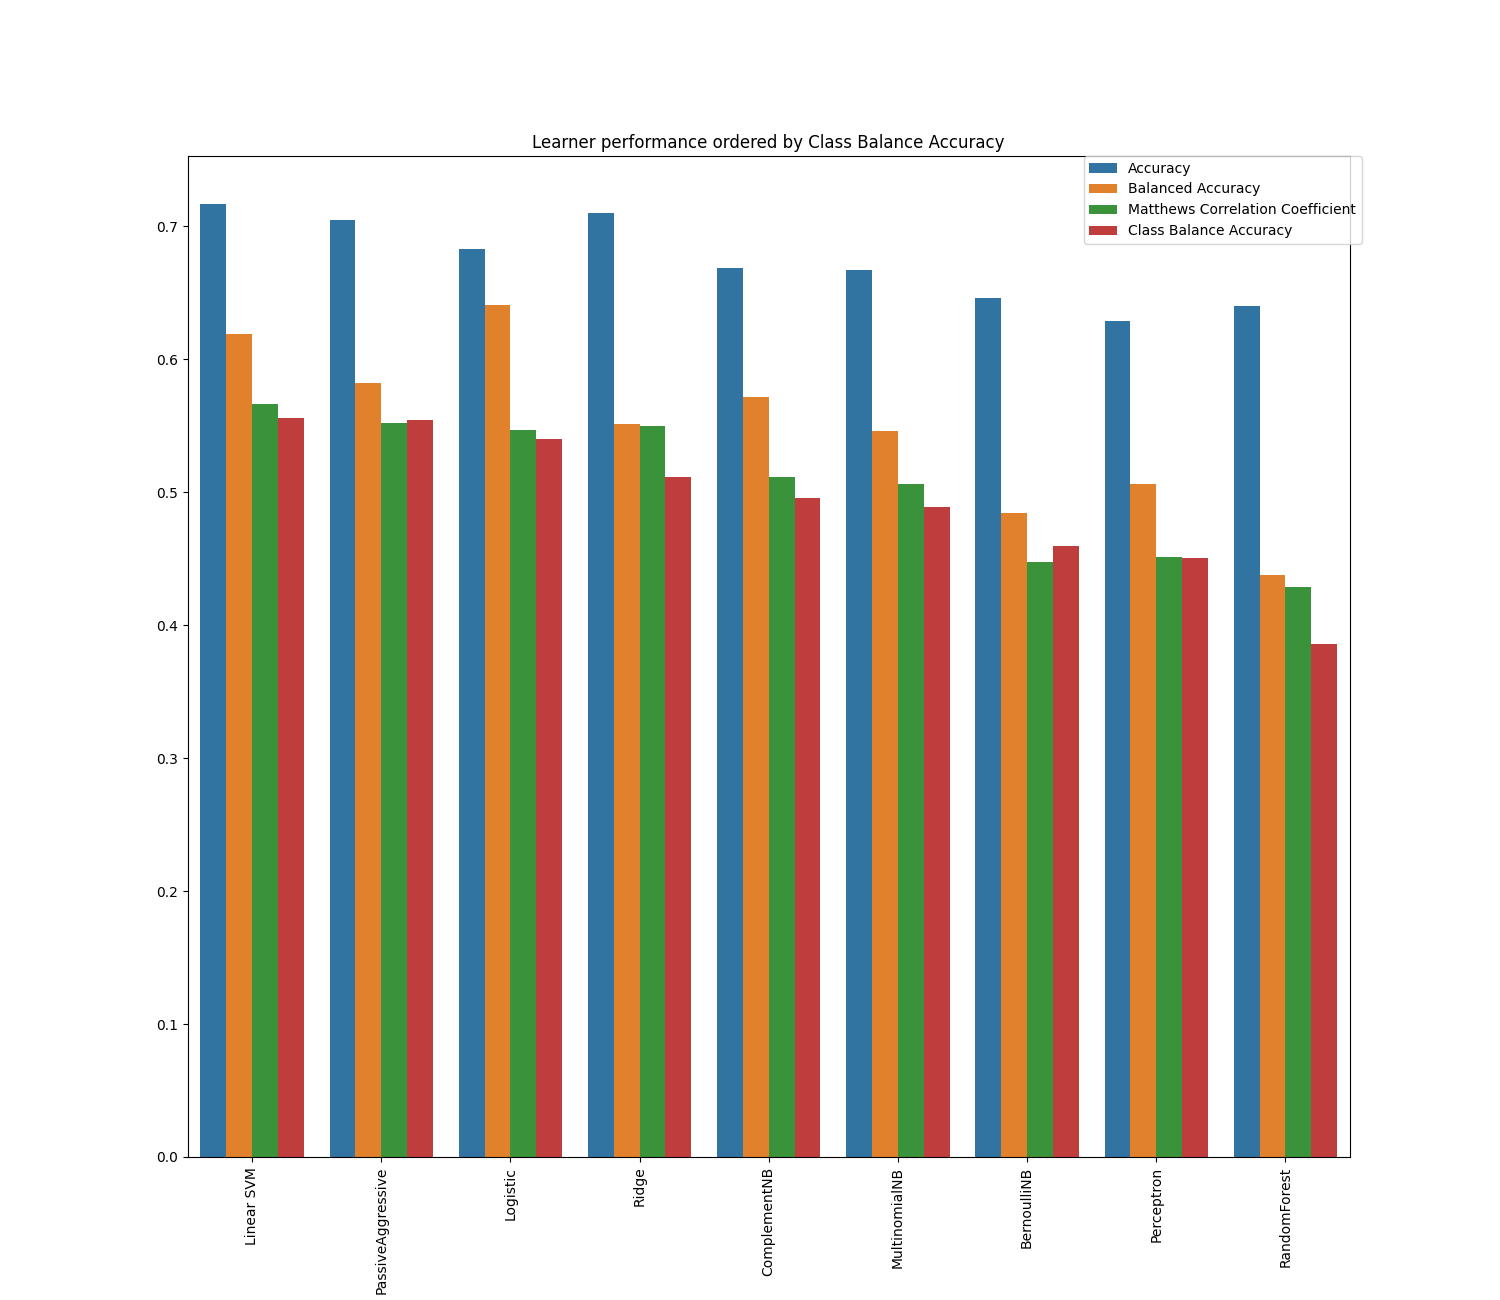 Learner performance ordered by Class Balance Accuracy
Accuracy
Balanced Accuracy
Matthews Correlation Coefficient
Class Balance Accuracy
0.7
0.6
0.5
0.4
0.3
0.2
0.1
0.0
Linear SVM
PassiveAggressive
Logistic
Ridge
ComplementNB
MultinomialNB
BernoulliNB
Perceptron
RandomForest